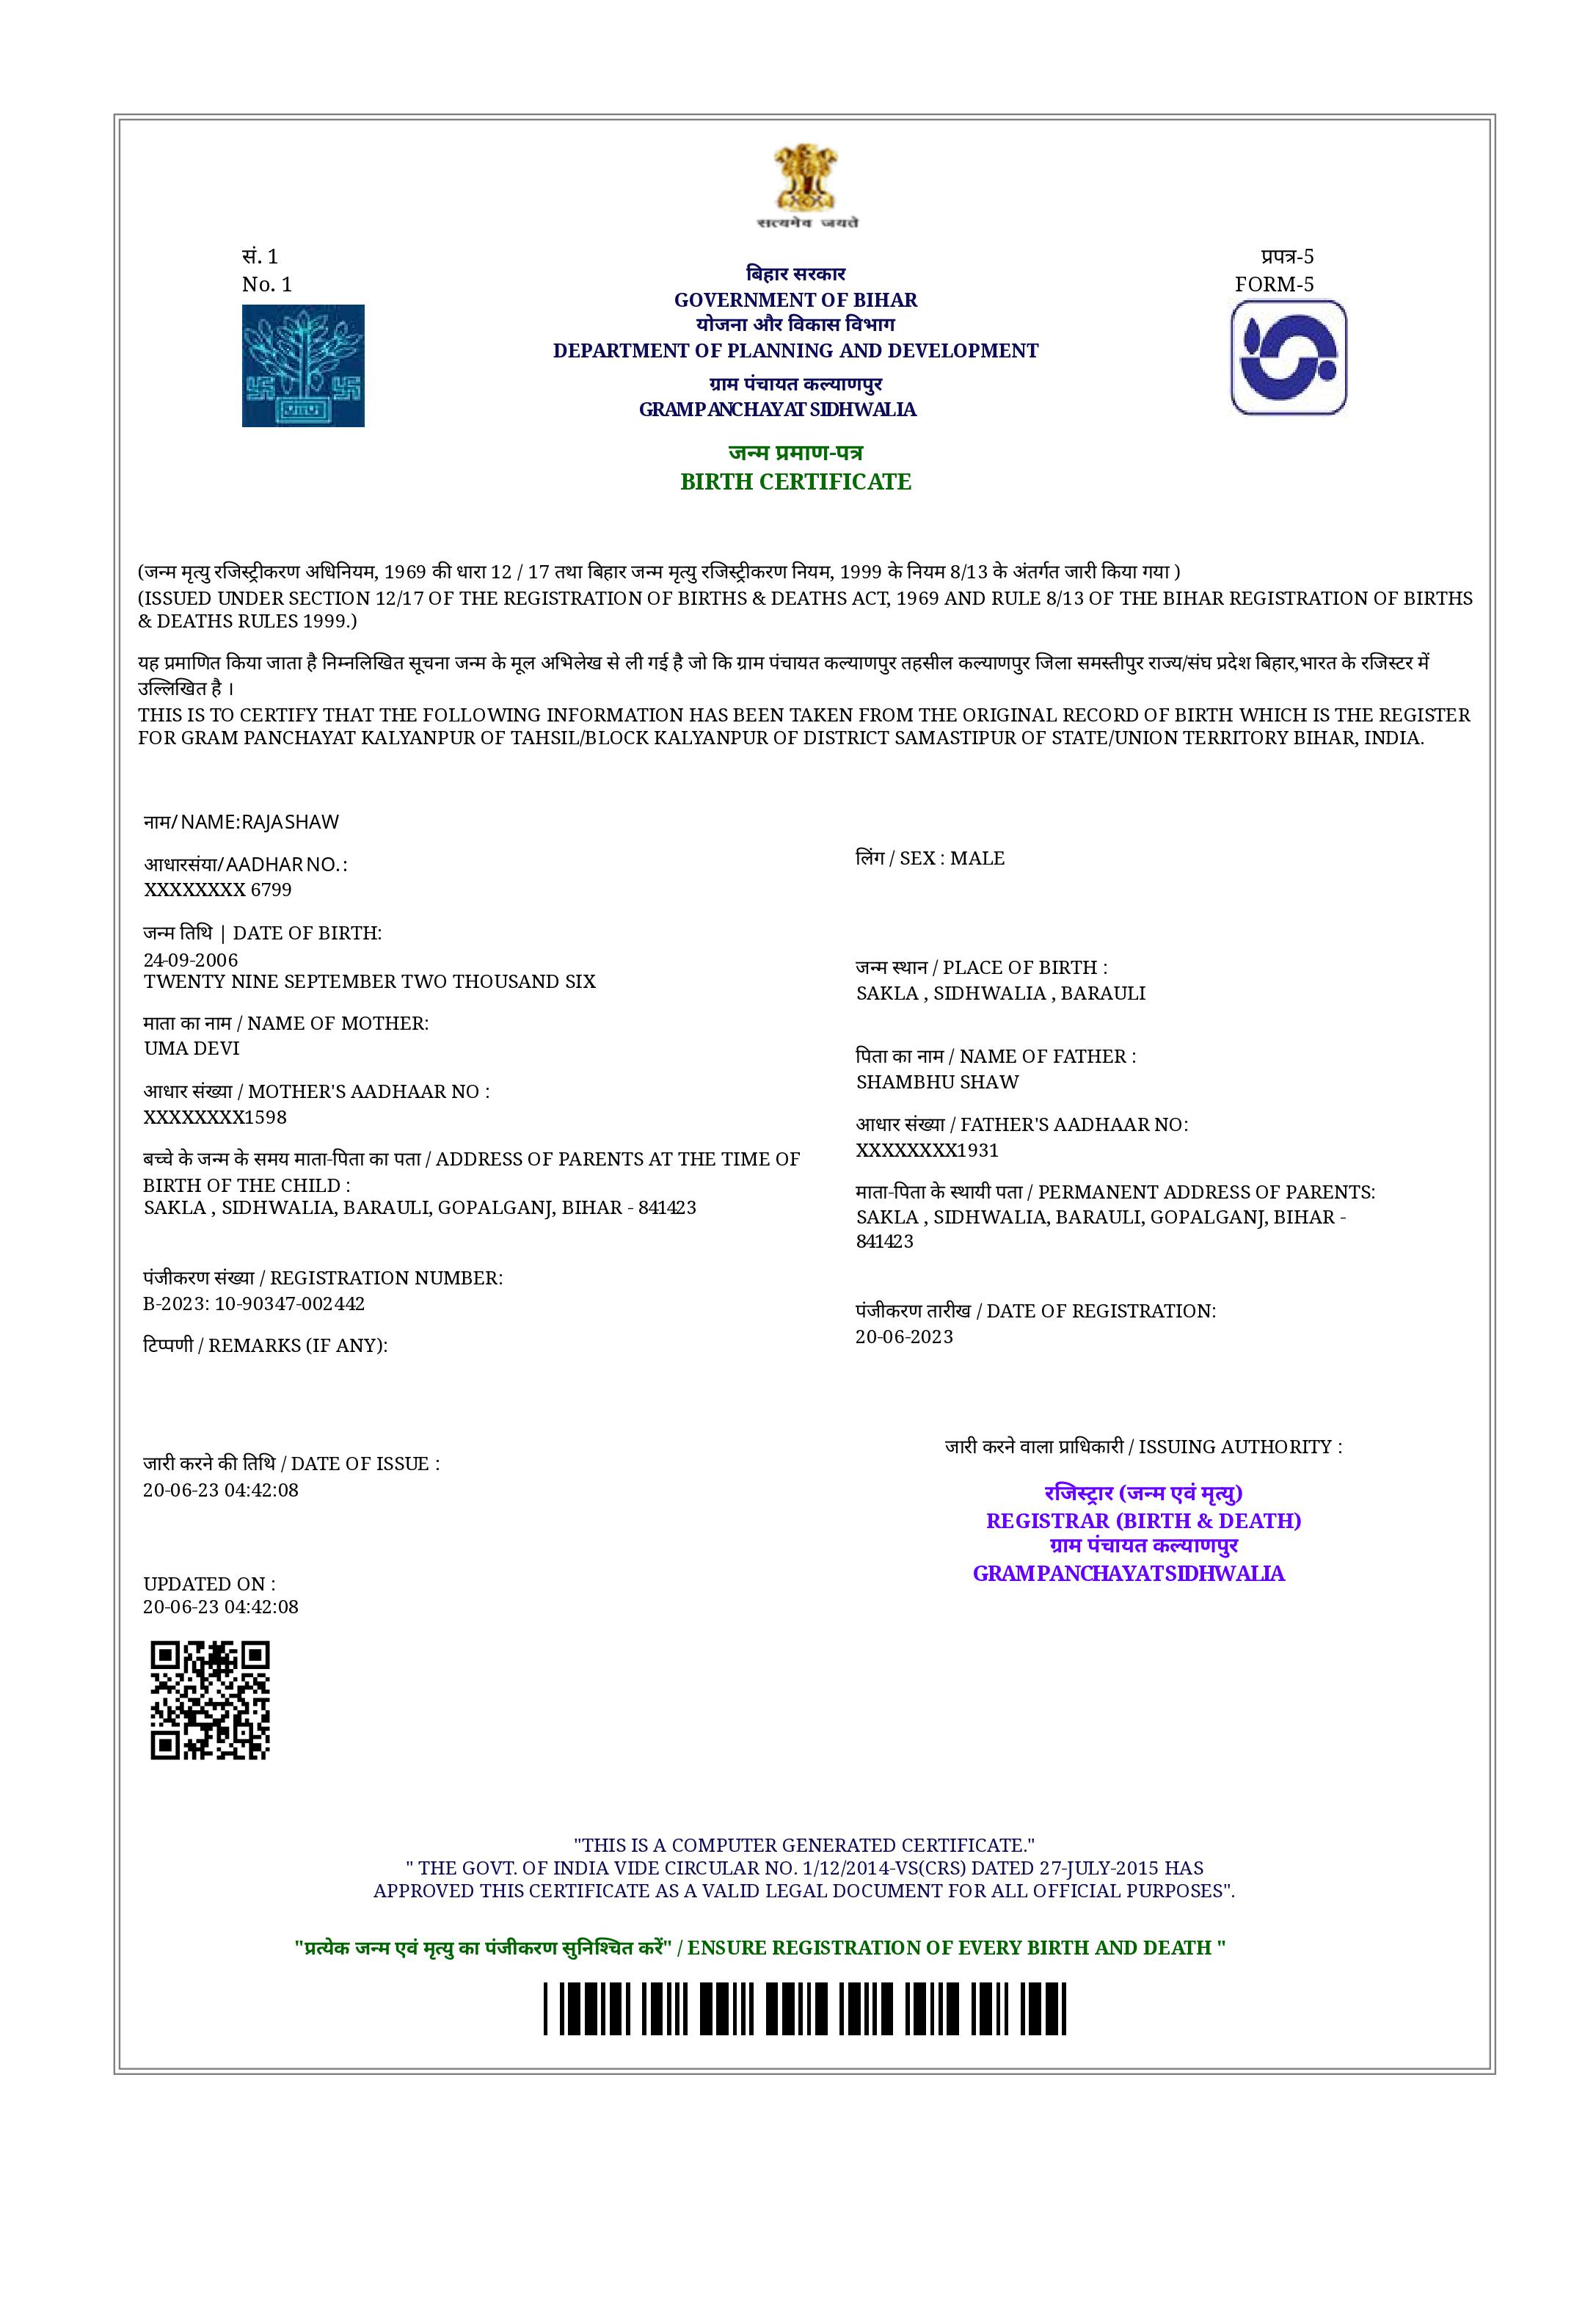 सत्यमेव जयते
सं. 1
No. 1
प्रपत्र-5
FORM-5
बिहार सरकार
GOVERNMENT OF BIHAR
योजना और विकास विभाग
DEPARTMENT OF PLANNING AND DEVELOPMENT
ग्राम पंचायत कल्याणपुर
GRAM PANCHAYAT SIDHWALIA
जन्म प्रमाण-पत्र
BIRTH CERTIFICATE
(जन्म मृत्यु रजिस्ट्रीकरण अधिनियम, 1969 की धारा 12 / 17 तथा बिहार जन्म मृत्यु रजिस्ट्रीकरण नियम, 1999 के नियम 8/13 के अंतर्गत जारी किया गया )
(ISSUED UNDER SECTION 12/17 OF THE REGISTRATION OF BIRTHS & DEATHS ACT, 1969 AND RULE 8/13 OF THE BIHAR REGISTRATION OF BIRTHS
& DEATHS RULES 1999.)
यह प्रमाणित किया जाता है निम्नलिखित सूचना जन्म के मूल अभिलेख से ली गई है जो कि ग्राम पंचायत कल्याणपुर तहसील कल्याणपुर जिला समस्तीपुर राज्य/संघ प्रदेश बिहार,भारत के रजिस्टर में
उल्लिखित है ।
THIS IS TO CERTIFY THAT THE FOLLOWING INFORMATION HAS BEEN TAKEN FROM THE ORIGINAL RECORD OF BIRTH WHICH IS THE REGISTER
FOR GRAM PANCHAYAT KALYANPUR OF TAHSIL/BLOCK KALYANPUR OF DISTRICT SAMASTIPUR OF STATE/UNION TERRITORY BIHAR, INDIA.
नाम/ NAME:RAJA SHAW
लिंग / SEX : MALE
आधारसंया/ AADHAR NO. :
XXXXXXXX 6799
जन्म तिथि | DATE OF BIRTH:
24-09-2006
TWENTY NINE SEPTEMBER TWO THOUSAND SIX
जन्म स्थान / PLACE OF BIRTH :
SAKLA , SIDHWALIA , BARAULI
माता का नाम / NAME OF MOTHER:
UMA DEVI
पिता का नाम / NAME OF FATHER :
SHAMBHU SHAW
आधार संख्या / MOTHER'S AADHAAR NO :
XXXXXXXX1598
आधार संख्या / FATHER'S AADHAAR NO:
XXXXXXXX1931
बच्चे के जन्म के समय माता-पिता का पता / ADDRESS OF PARENTS AT THE TIME OF
BIRTH OF THE CHILD :
SAKLA , SIDHWALIA, BARAULI, GOPALGANJ, BIHAR - 841423
माता-पिता के स्थायी पता / PERMANENT ADDRESS OF PARENTS:
SAKLA , SIDHWALIA, BARAULI, GOPALGANJ, BIHAR -
841423
पंजीकरण संख्या / REGISTRATION NUMBER:
B-2023: 10-90347-002442
पंजीकरण तारीख / DATE OF REGISTRATION:
20-06-2023
टिप्पणी / REMARKS (IF ANY):
जारी करने की तिथि / DATE OF ISSUE :
20-06-23 04:42:08
जारी करने वाला प्राधिकारी / ISSUING AUTHORITY :
रजिस्ट्रार (जन्म एवं मृत्यु)
REGISTRAR (BIRTH & DEATH)
ग्राम पंचायत कल्याणपुर
GRAM PANCHAYAT SIDHWALIA
UPDATED ON :
20-06-23 04:42:08
"THIS IS A COMPUTER GENERATED CERTIFICATE."
" THE GOVT. OF INDIA VIDE CIRCULAR NO. 1/12/2014-VS(CRS) DATED 27-JULY-2015 HAS
APPROVED THIS CERTIFICATE AS A VALID LEGAL DOCUMENT FOR ALL OFFICIAL PURPOSES".
"प्रत्येक जन्म एवं मृत्यु का पंजीकरण सुनिश्चित करें" / ENSURE REGISTRATION OF EVERY BIRTH AND DEATH "